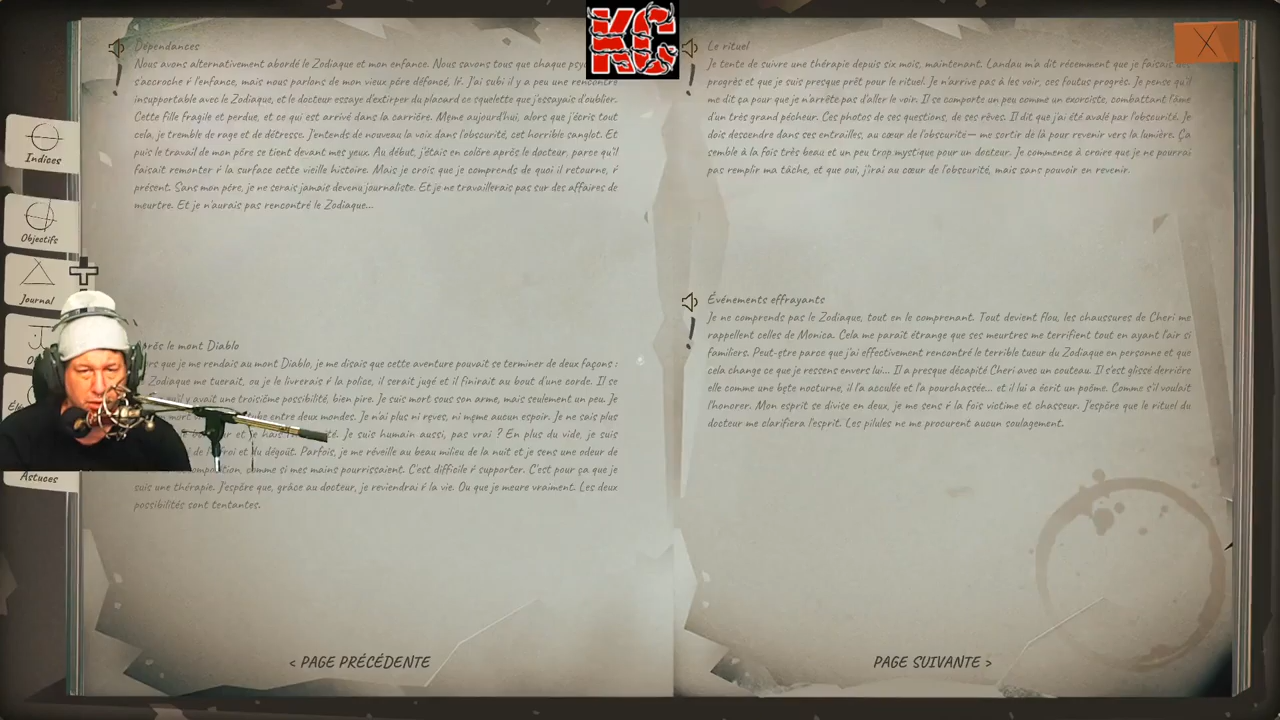 KC
Dépendances
Nous avons alternativement abordé le Zodiaque et mon enfance. Nous savons tous que chaque psy
s'accroche ŕ l'enfance, mais nous parlons de mon vieux pére défoncé, lŕ. J'ai subi il y a peu une rencontre
insupportable avec le Zodiaque, et le docteur essaye d'extirper du placard ce squelette que j'essayais d'oublier.
Cette fille fragile et perdue, et ce qui est arrivé dans la carrière. Meme aujourd'hui, alors que j'écris tout
cela, je tremble de rage et de détresse. J'entends de nouveau la voix dans l'obscurité, cet horrible sanglot. Et
puis le travail de mon pôre se tient devant mes yeux. Au début, j'étais en colôre après le docteur, parce qu'il
faisait remonter ŕ la surface cette vieille histoire. Mais je crois que je comprends de quoi il retourne, ŕ
présent. Sans mon pére, je ne serais jamais devenu journaliste. Et je ne travaillerais pas sur des affaires de
meurtre. Et je n'aurais pas rencontré le Zodiaque...
Après le mont Diablo
ors que je me rendais au mont Diablo, je me disais que cette aventure pouvait se terminer de deux façons :
Zodiaque me tuerait, ou je le livrerais ŕ la police, il serait jugé et il finirait au bout d'une corde. Il se
il y avait une troisième possibilité, bien pire. Je suis mort sous son arme, mais seulement un peu. Je
mort entre deux mondes. Je n'ai plus ni ręves, ni męme aucun espoir. Je ne sais plus
et je hais. Je suis humain aussi, pas vrai ? En plus du vide, je suis
de l'effroi et du dégoűt. Parfois, je me réveille au beau milieu de la nuit et je sens une odeur de
comme si mes mains pourrissaient. C'est difficile ŕ supporter. C'est pour ça que je
suis une thérapie. J'espôre que, grâce au docteur, je reviendrai ŕ la vie. Ou que je meure vraiment. Les deux
possibilités sont tentantes.
< PAGE PRÉCÉDENTE
Le rituel
Je tente de suivre une thérapie depuis six mois, maintenant. Landau m'a dit récemment que je faisais des
progrès et que je suis presque prêt pour le rituel. Je n'arrive pas à les voir, ces foutus progrès. Je pense qu'il
me dit ça pour que je n'arrête pas d'aller le voir. Il se comporte un peu comme un exorciste, combattant l'âme
d'un très grand pécheur. Ces photos de ses questions, de ses rêves. Il dit que j'ai été avalé par l'obscurité. Je
dois descendre dans ses entrailles, au cœur de l'obscurité— me sortir de là pour revenir vers la lumière. Ça
semble à la fois très beau et un peu trop mystique pour un docteur. Je commence à croire que je ne pourrai
pas remplir ma tâche, et que oui, j'irai au cœur de l'obscurité, mais sans pouvoir en revenir.
Événements effrayants
Je ne comprends pas le Zodiaque, tout en le comprenant. Tout devient flou, les chaussures de Cheri me
rappellent celles de Monica. Cela me paraît étrange que ses meurtres me terrifient tout en ayant l'air si
familiers. Peut-ętre parce que j'ai effectivement rencontré le terrible tueur du Zodiaque en personne et que
cela change ce que je ressens envers lui... Il a presque décapité Cheri avec un couteau. Il s'est glissé derrière
elle comme une bęte nocturne, il l'a acculée et l'a pourchassée... et il lui a écrit un poème. Comme s'il voulait
l'honorer. Mon esprit se divise en deux, je me sens ŕ la fois victime et chasseur. J'espôre que le rituel du
docteur me clarifiera l'esprit. Les pilules ne me procurent aucun soulagement.
PAGE SUIVANTE >
Indices
Objectifs
Journal
Astuces